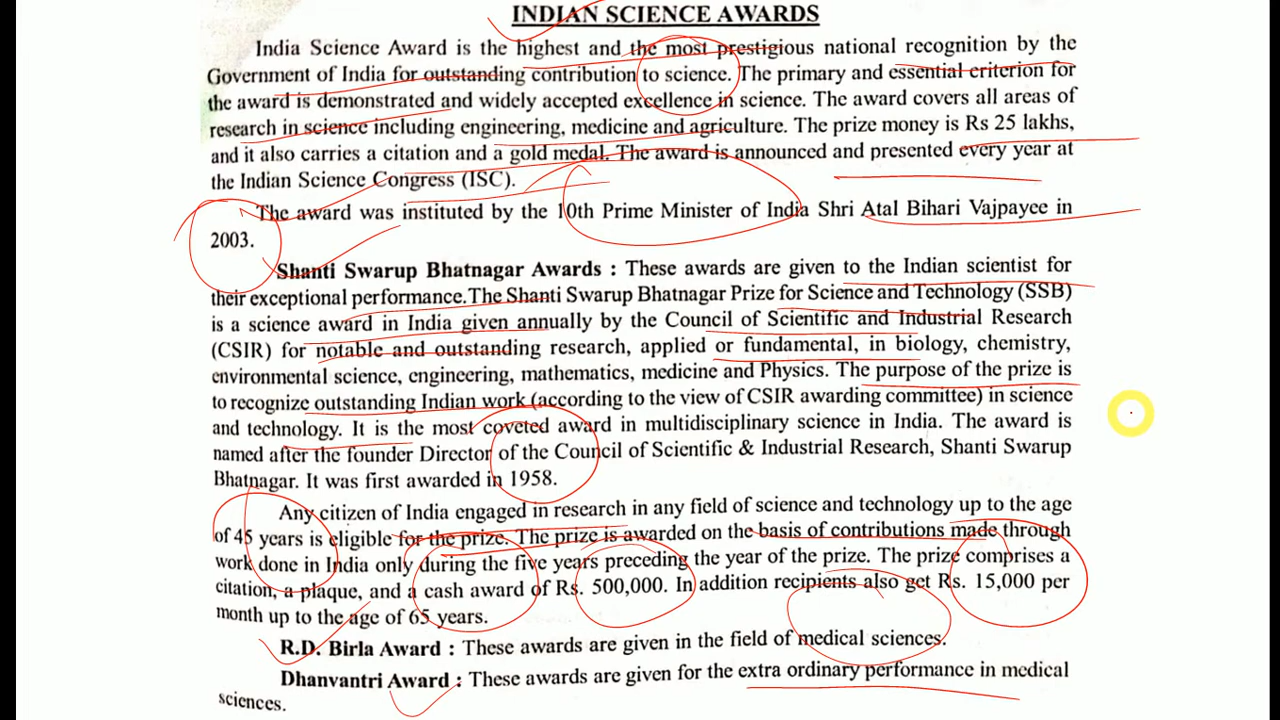 INDIAN SCIENCE AWARDS
India Science Award is the highest and the most prestigious national recognition by the
Government of India for outstanding contribution to science. The primary and essential criterion for
the award is demonstrated and widely accepted excellence in science. The award covers all areas of
research in science including engineering, medicine and agriculture. The prize money is Rs 25 lakhs,
and it also carries a citation and a gold medal. The award is announced and presented every year at
the Indian Science Congress (ISC).
The award was instituted by the 10th Prime Minister of India Shri Atal Bihari Vajpayee in
2003.
Shanti Swarup Bhatnagar Awards : These awards are given to the Indian scientist for
their exceptional performance.The Shanti Swarup Bhatnagar Prize for Science and Technology (SSB)
is a science award in India given annually by the Council of Scientific and Industrial Research
(CSIR) for notable and outstanding research, applied or fundamental, in biology, chemistry,
environmental science, engineering, mathematics, medicine and Physics. The purpose of the prize is
to recognize outstanding Indian work (according to the view of CSIR awarding committee) in science
and technology. It is the most coveted award in multidisciplinary science in India. The award is
named after the founder Director of the Council of Scientific & Industrial Research, Shanti Swarup
Bhatnagar. It was first awarded in 1958.
Any citizen of India engaged in research in any field of science and technology up to the age
of 45 years is eligible for the prize. The prize is awarded on the basis of contributions made through
work done in India only during the five years preceding the year of the prize. The prize comprises a
citation, a plaque, and a cash award of Rs. 500,000. In addition recipients also get Rs. 15,000 per
month up to the age of 65 years.
R.D. Birla Award : These awards are given in the field of medical sciences.
Dhanvantri Award : These awards are given for the extra ordinary performance in medical
sciences.